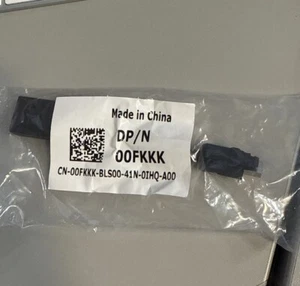 Made in China
DP/N
00FKKK
CN-00FKKK-BLS00-41N-0IHQ-A00